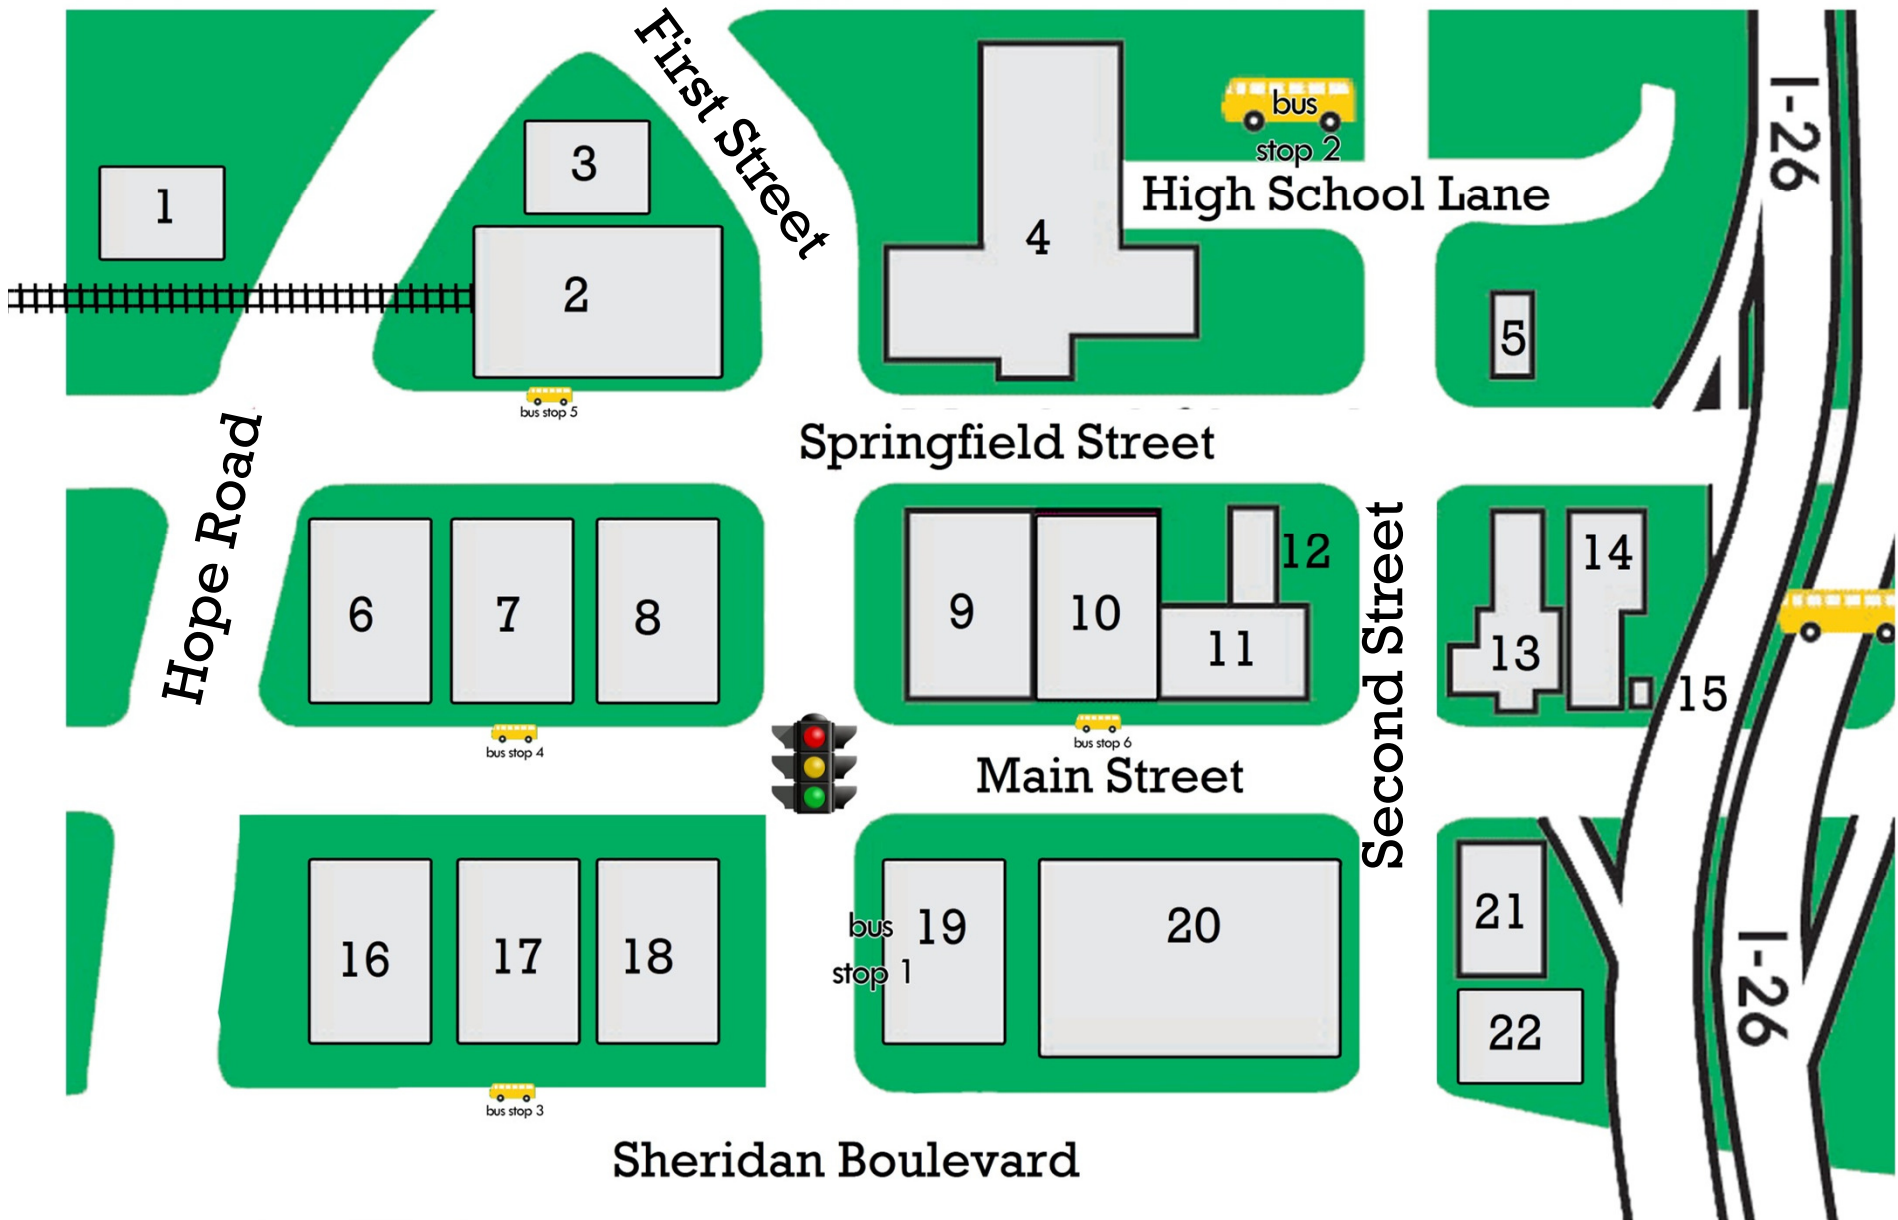 First Street
bus
stop 2
I-26
3
1
High School Lane
4
2
5
bus stop 5
Springfield Street
Hope Road
12
14
6
7
8
9
10
11
13
15
Second Street
bus stop 4
bus stop 6
Main Street
16
17
18
bus
stop 1
19
20
21
22
I-26
bus stop 3
Sheridan Boulevard